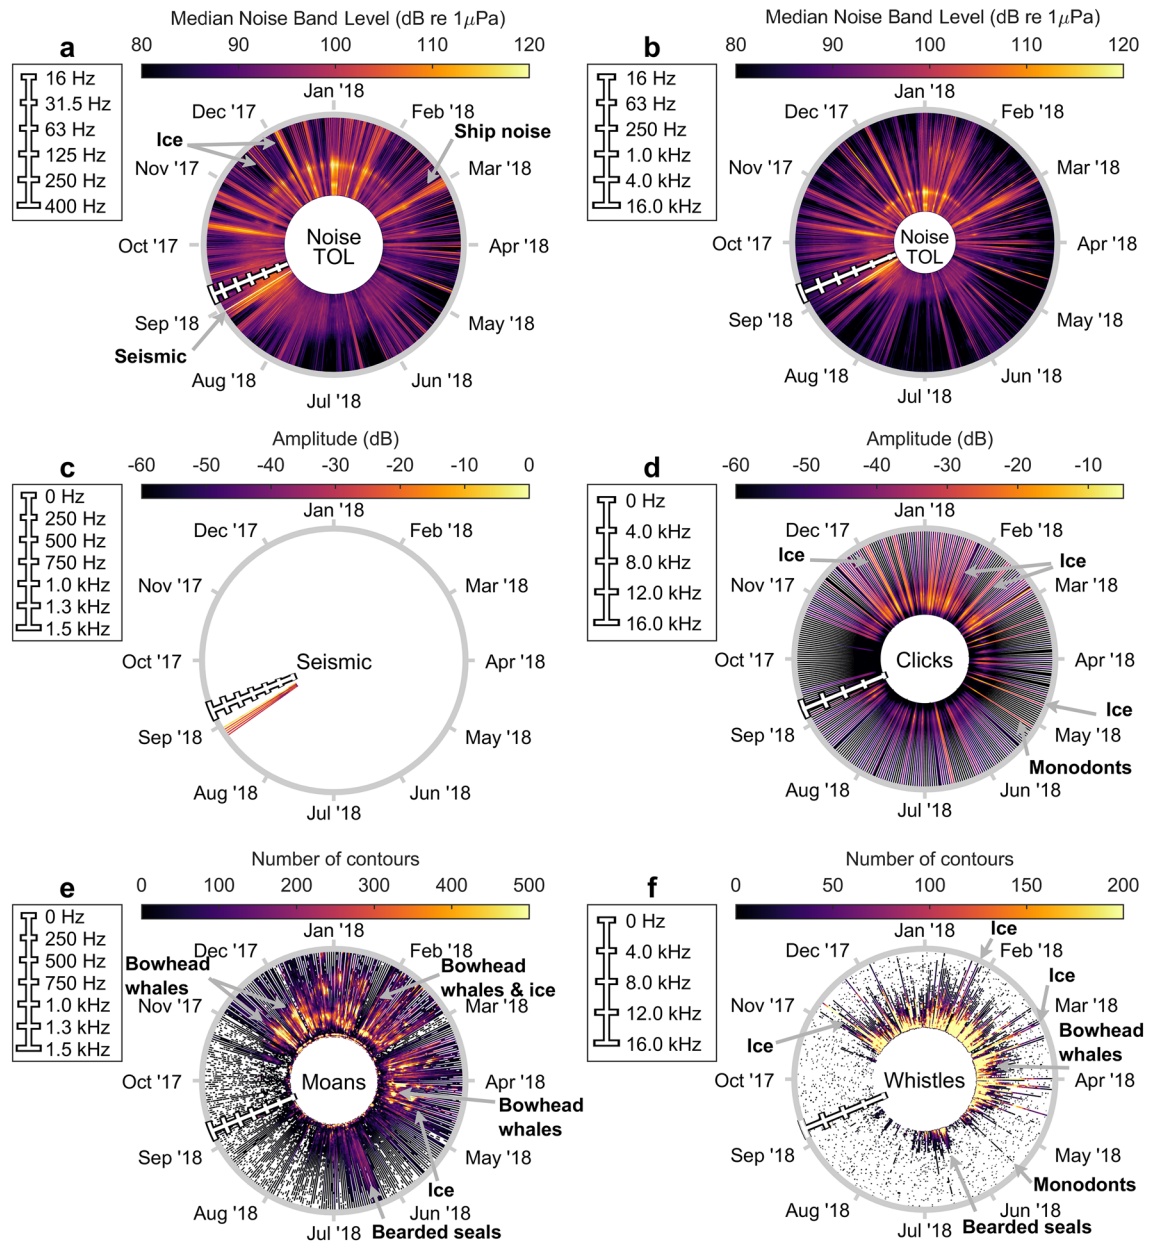 Median Noise Band Level (dB re 1μPa)
a
80 90 100 110 120
16 Hz
31.5 Hz
63 Hz
125 Hz
250 Hz
400 Hz
Jan '18
Feb '18
Mar '18
Apr '18
May '18
Jun '18
Jul '18
Aug '18
Sep '18
Oct '17
Nov '17
Dec '17
Ice
Ship noise
Seismic
Noise
TOL
Median Noise Band Level (dB re 1μPa)
b
80 90 100 110 120
16 Hz
63 Hz
250 Hz
1.0 kHz
4.0 kHz
16.0 kHz
Jan '18
Feb '18
Mar '18
Apr '18
May '18
Jun '18
Jul '18
Aug '18
Sep '18
Oct '17
Nov '17
Dec '17
Noise
TOL
Amplitude (dB)
c
-60 -50 -40 -30 -20 -10 0
0 Hz
250 Hz
500 Hz
750 Hz
1.0 kHz
1.3 kHz
1.5 kHz
Jan '18
Feb '18
Mar '18
Apr '18
May '18
Jun '18
Jul '18
Aug '18
Sep '18
Oct '17
Nov '17
Dec '17
Seismic
Amplitude (dB)
d
-60 -50 -40 -30 -20 -10
0 Hz
4.0 kHz
8.0 kHz
12.0 kHz
16.0 kHz
Jan '18
Feb '18
Mar '18
Apr '18
May '18
Jun '18
Jul '18
Aug '18
Sep '18
Oct '17
Nov '17
Dec '17
Ice
Ice
Ice
Monodonts
Clicks
Number of contours
e
0 100 200 300 400 500
0 Hz
250 Hz
500 Hz
750 Hz
1.0 kHz
1.3 kHz
1.5 kHz
Jan '18
Feb '18
Mar '18
Apr '18
May '18
Jun '18
Jul '18
Aug '18
Sep '18
Oct '17
Nov '17
Dec '17
Bowhead
whales
Bowhead
whales & ice
Bowhead
whales
Ice
Bearded seals
Moans
Number of contours
f
0 50 100 150 200
0 Hz
4.0 kHz
8.0 kHz
12.0 kHz
16.0 kHz
Jan '18
Feb '18
Mar '18
Apr '18
May '18
Jun '18
Jul '18
Aug '18
Sep '18
Oct '17
Nov '17
Dec '17
Ice
Ice
Ice
Bowhead
whales
Monodonts
Bearded seals
Whistles